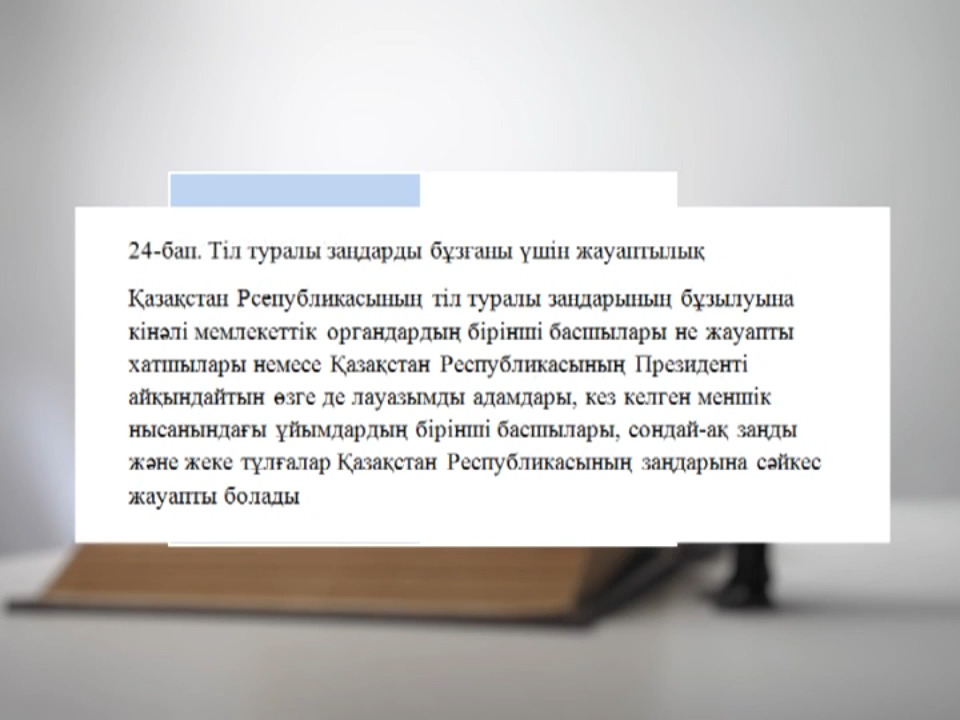 24-бап. Тіл туралы заңдарды бұзғаны үшін жауаптылық
Қазақстан Рсепубликасының тіл туралы заңдарының бұзылуына
кінәлі мемлекеттік органдардың бірінші басшылары не жауапты
хатшылары немесе Қазақстан Республикасының Президенті
айқындайтын өзге де лауазымды адамдары, кез келген меншік
нысанындағы ұйымдардың бірінші басшылары, сондай-ақ заңды
және жеке тұлғалар Қазақстан Республикасының заңдарына сәйкес
жауапты болады